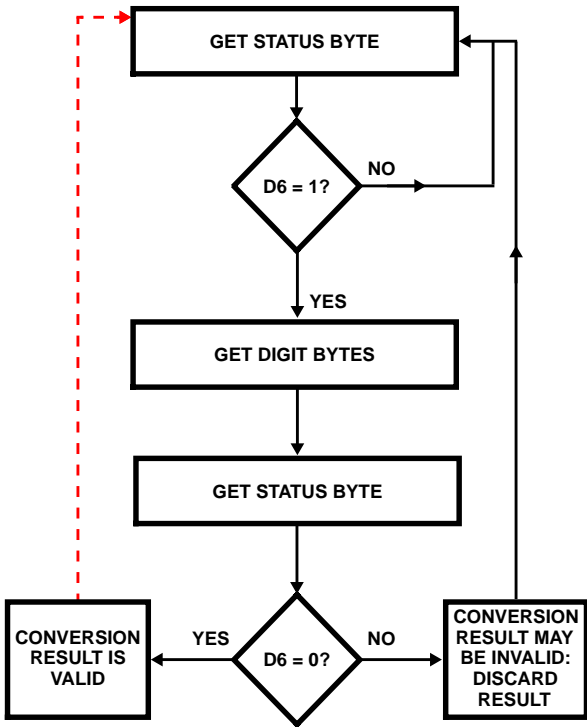 GET STATUS BYTE
D6 = 1?
NO
YES
GET DIGIT BYTES
GET STATUS BYTE
CONVERSION
RESULT IS
VALID
YES
D6 = 0?
NO
CONVERSION
RESULT MAY
BE INVALID:
DISCARD
RESULT